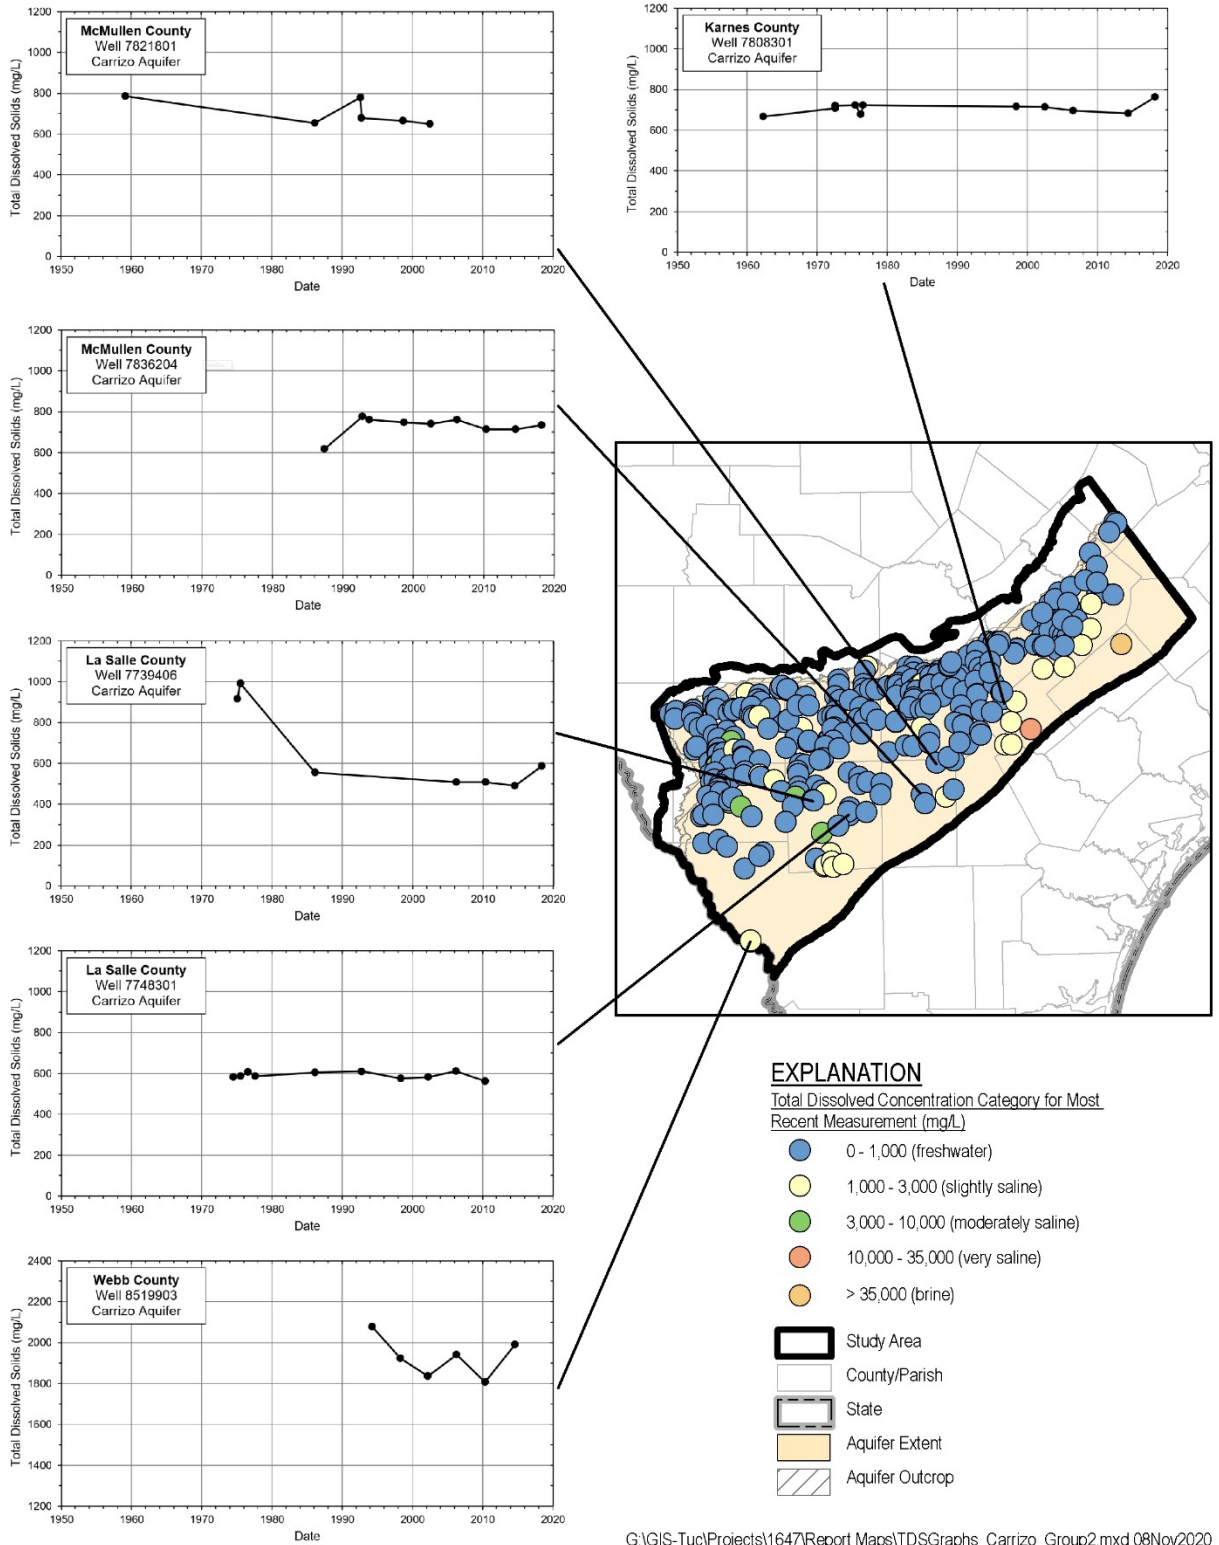 McMullen County
Well 7821801
Carrizo Aquifer
Total Dissolved Solids (mg/L)
1200
1000
800
600
400
200
0
1950 1960 1970 1980 1990 2000 2010 2020
Date
Karnes County
Well 7808301
Carrizo Aquifer
Total Dissolved Solids (mg/L)
1200
1000
800
600
400
200
0
1950 1960 1970 1980 1990 2000 2010 2020
Date
McMullen County
Well 7836204
Carrizo Aquifer
Total Dissolved Solids (mg/L)
1200
1000
800
600
400
200
0
1950 1960 1970 1980 1990 2000 2010 2020
Date
La Salle County
Well 7739406
Carrizo Aquifer
Total Dissolved Solids (mg/L)
1200
1000
800
600
400
200
0
1950 1960 1970 1980 1990 2000 2010 2020
Date
La Salle County
Well 7748301
Carrizo Aquifer
Total Dissolved Solids (mg/L)
1200
1000
800
600
400
200
0
1950 1960 1970 1980 1990 2000 2010 2020
Date
Webb County
Well 8519903
Carrizo Aquifer
Total Dissolved Solids (mg/L)
2400
2200
2000
1800
1600
1400
1200
1950 1960 1970 1980 1990 2000 2010 2020
Date
EXPLANATION
Total Dissolved Concentration Category for Most
Recent Measurement (mg/L)
0 - 1,000 (freshwater)
1,000 - 3,000 (slightly saline)
3,000 - 10,000 (moderately saline)
10,000 - 35,000 (very saline)
> 35,000 (brine)
Study Area
County/Parish
State
Aquifer Extent
Aquifer Outcrop
G:\GIS-Tuc\Projects\1647\Report Maps\TDSGraphs_Carrizo_Group2.mxd 08Nov2020